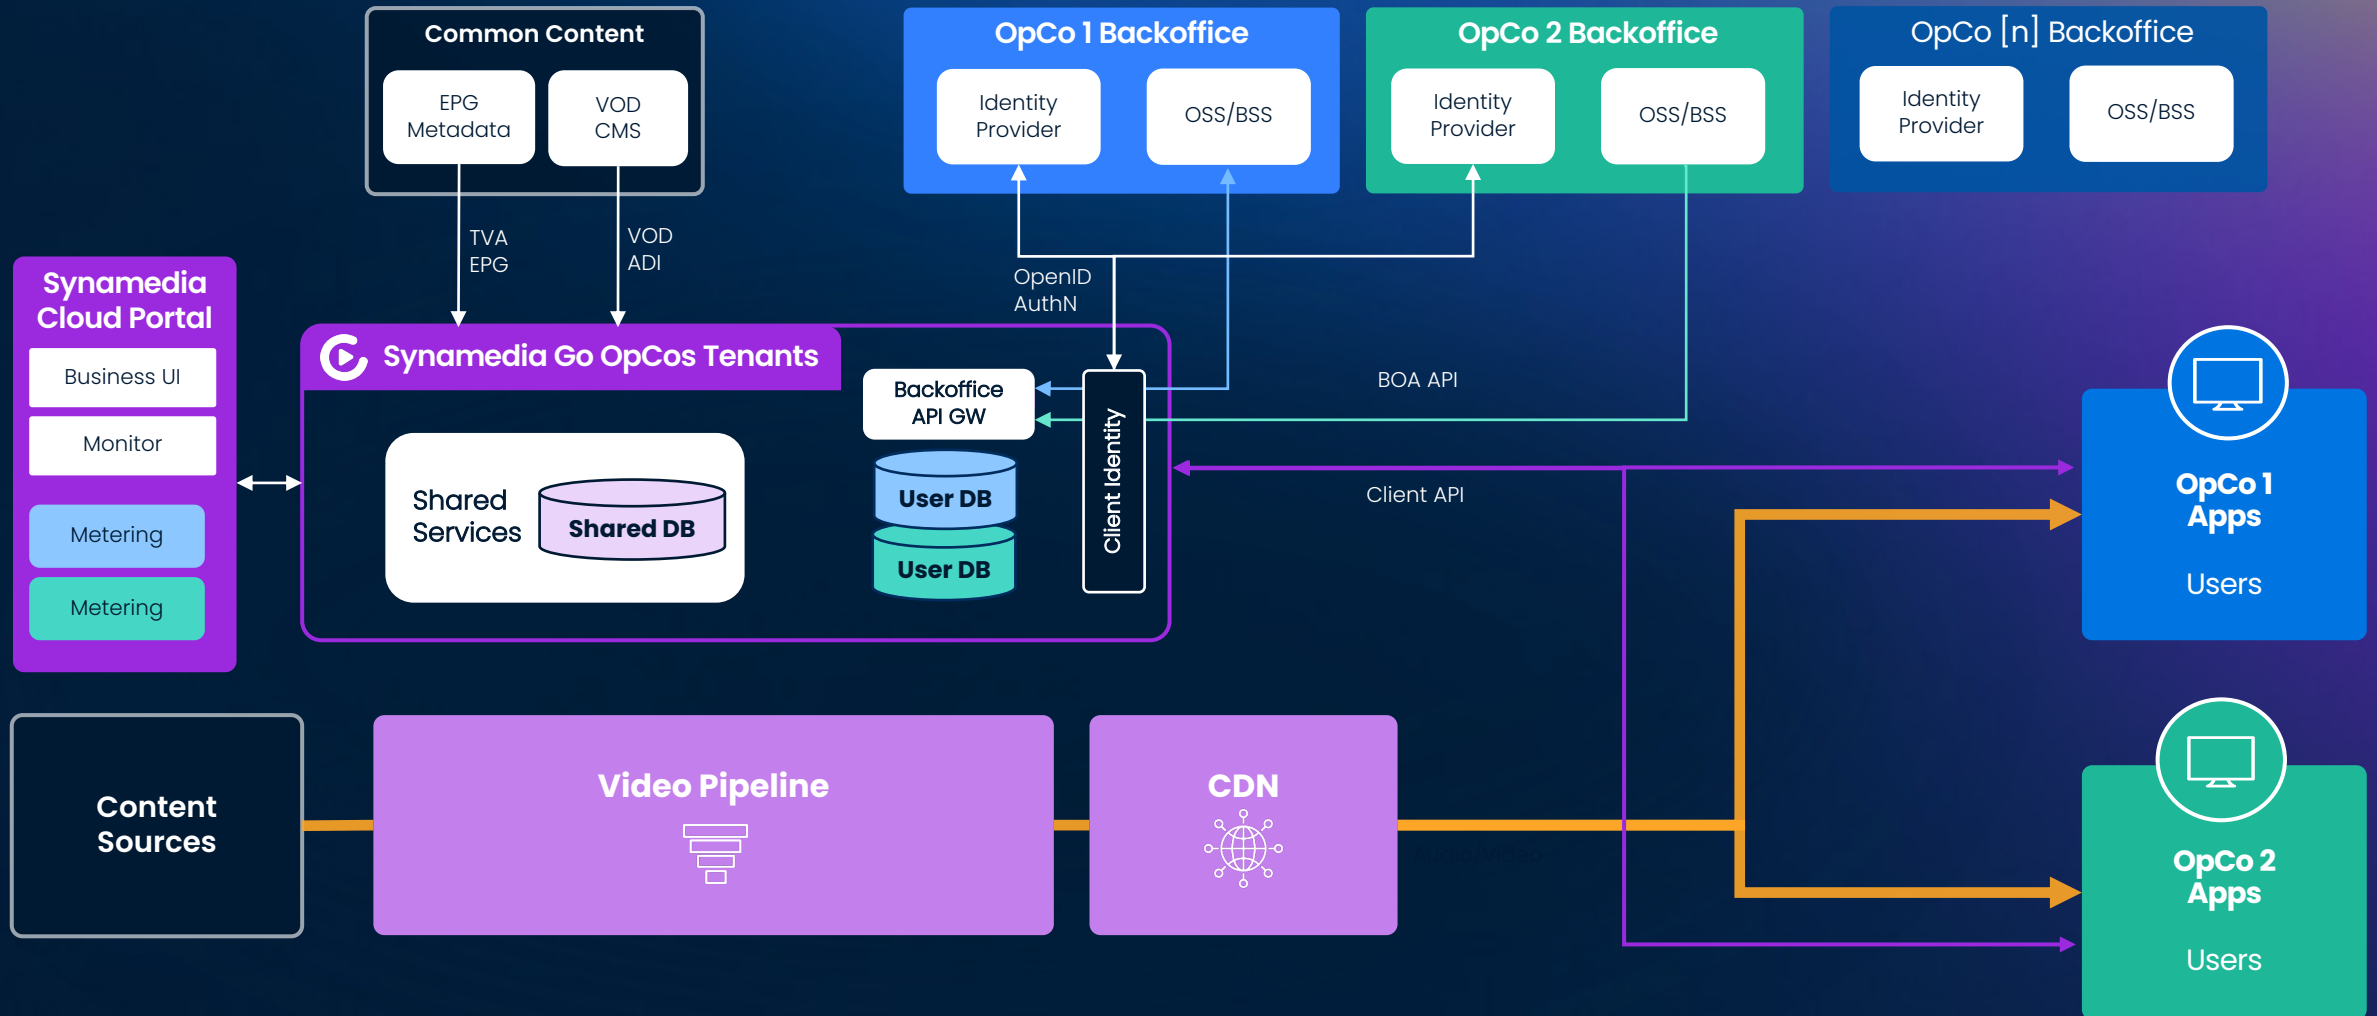 Common Content
EPG
Metadata
VOD
CMS
OpCo 1 Backoffice
Identity
Provider
OSS/BSS
OpCo 2 Backoffice
Identity
Provider
OSS/BSS
OpCo [n] Backoffice
Identity
Provider
OSS/BSS
TVA
EPG
VOD
ADI
OpenID
AuthN
Synamedia
Cloud Portal
Business UI
Monitor
Metering
Metering
Synamedia Go OpCos Tenants
Shared
Services
Shared DB
Backoffice
API GW
User DB
User DB
Client Identity
BOA API
Client API
OpCo 1
Apps
Users
Content
Sources
Video Pipeline
CDN
OpCo 2
Apps
Users